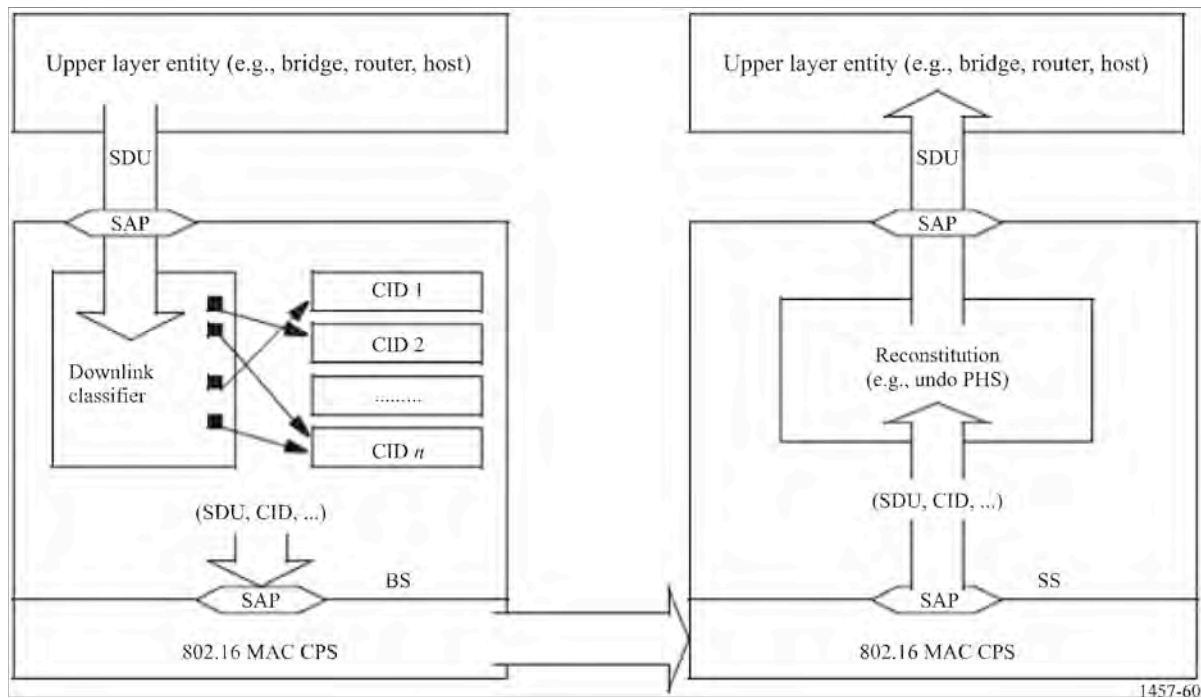 Upper layer entity (e.g., bridge, router, host)
SDU
SAP
Downlink
classifier
CID 1
CID 2
.........
CID n
(SDU, CID, ...)
SAP
BS
802.16 MAC CPS
Upper layer entity (e.g., bridge, router, host)
SDU
SAP
Reconstitution
(e.g., undo PHS)
(SDU, CID, ...)
SAP
SS
802.16 MAC CPS
1457-60